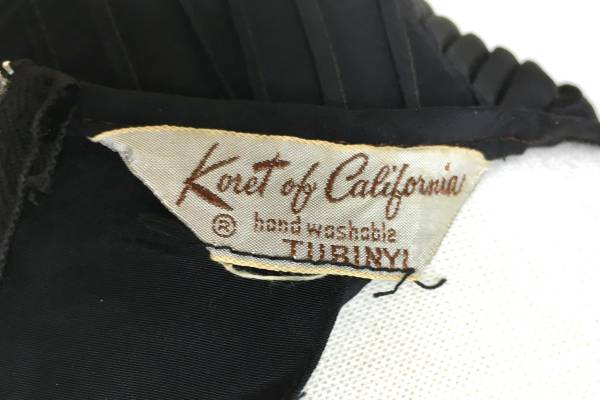 Koret of California
® hand washable
TUBINYL